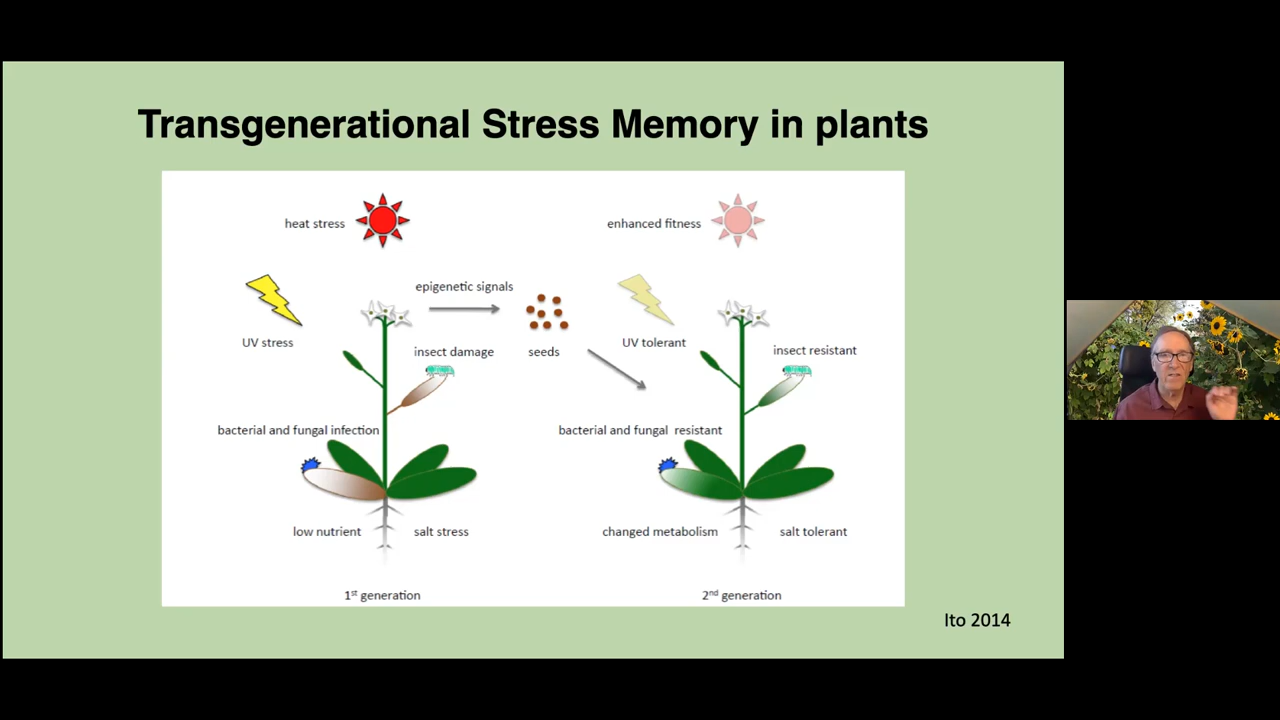 Transgenerational Stress Memory in plants
heat stress
enhanced fitness
epigenetic signals
UV stress
insect damage
seeds
UV tolerant
insect resistant
bacterial and fungal infection
bacterial and fungal resistant
low nutrient
salt stress
changed metabolism
salt tolerant
1st generation
2nd generation
Ito 2014